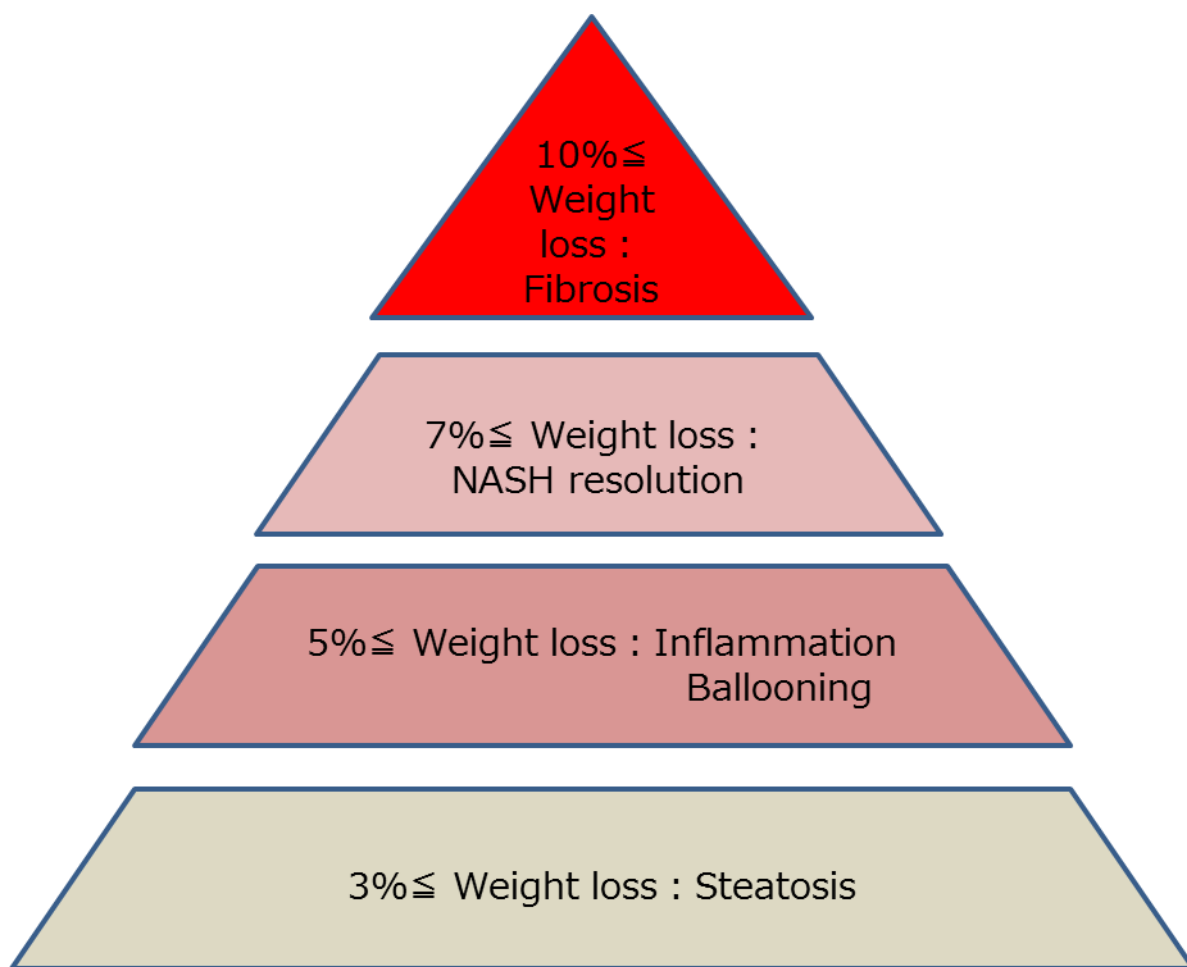 10%≦
Weight
loss :
Fibrosis
7%≦ Weight loss :
NASH resolution
5%≦ Weight loss : Inflammation
Ballooning
3%≦ Weight loss : Steatosis